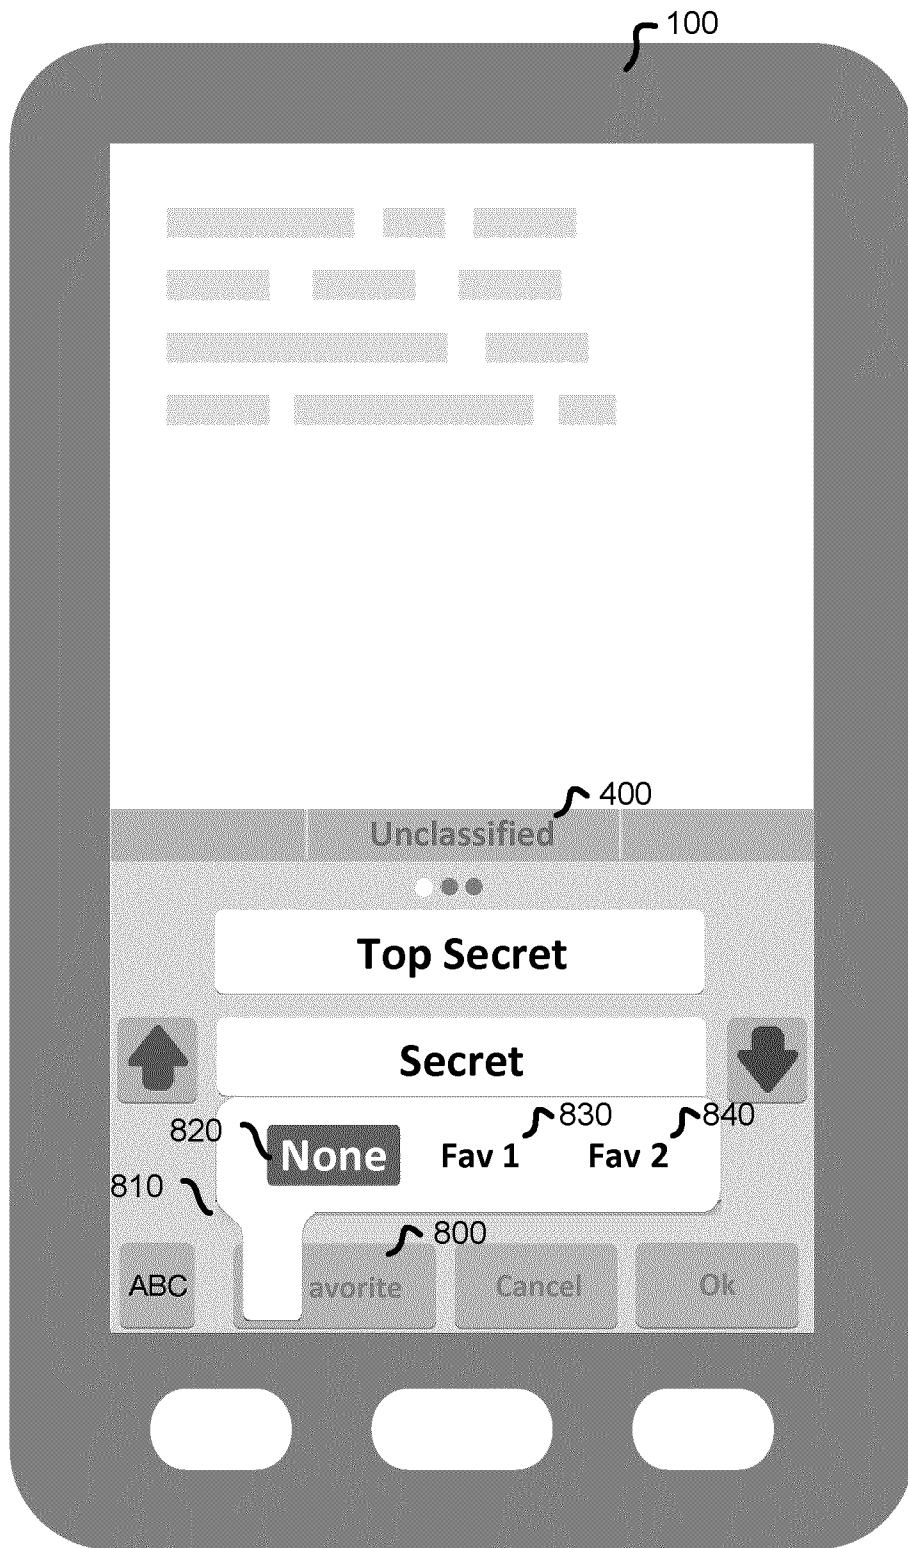 100
400
Unclassified
Top Secret
Secret
820 None Fav 1 830 Fav 2 840
810
800
ABC avorite Cancel Ok